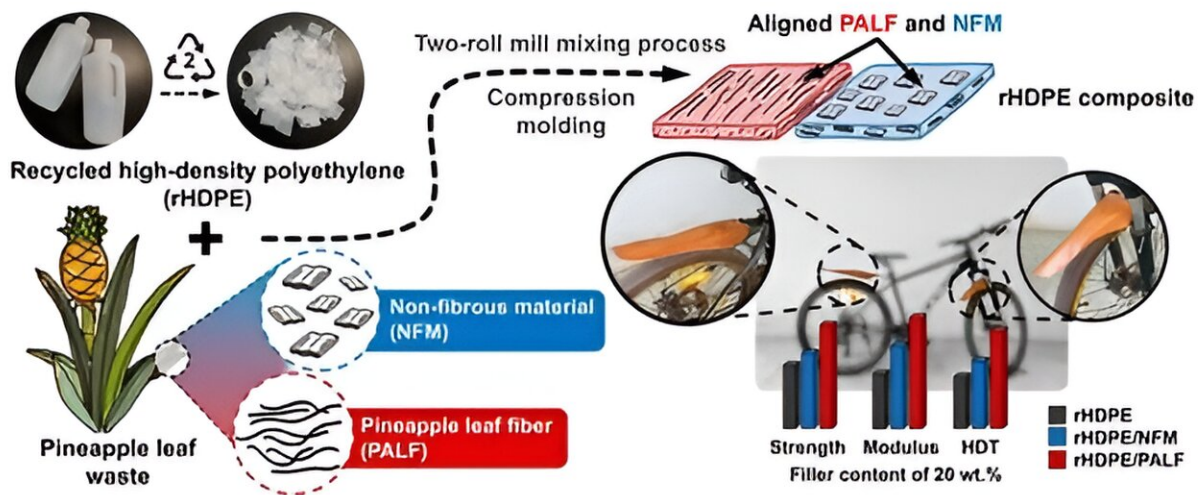 2
Recycled high-density polyethylene
(rHDPE)
+
Two-roll mill mixing process
Compression
molding
Aligned PALF and NFM
rHDPE composite
Non-fibrous material
(NFM)
Pineapple leaf fiber
(PALF)
Pineapple leaf
waste
Strength Modulus HDT
Filler content of 20 wt.%
rHDPE
rHDPE/NFM
rHDPE/PALF